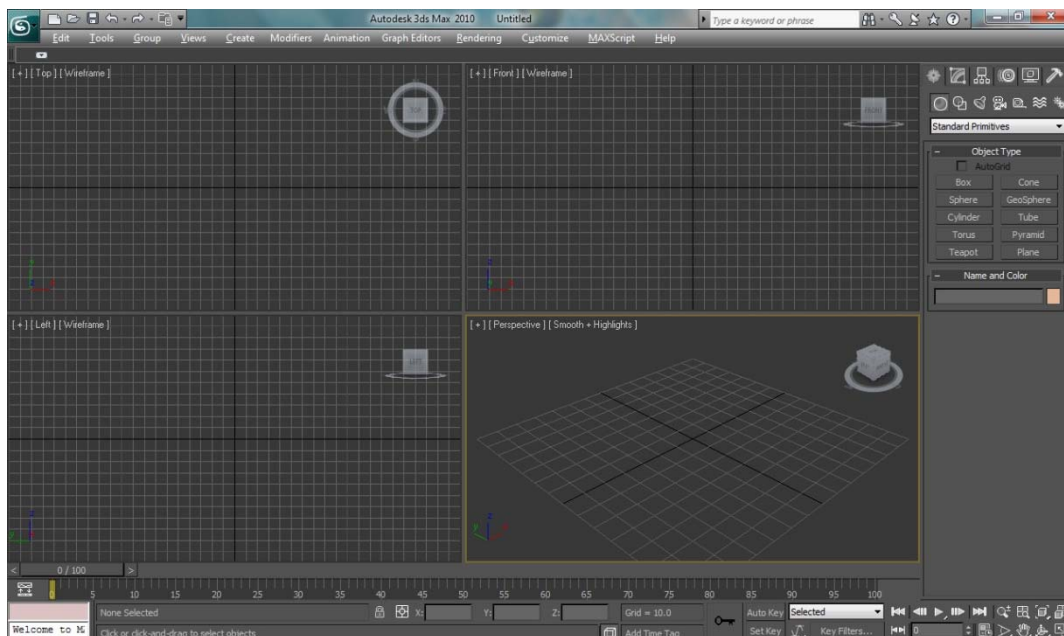 Autodesk 3ds Max 2010 Untitled
Type a keyword or phrase
Edit Tools Group Views Create Modifiers Animation Graph Editors Rendering Customize MAXScript Help
[ + ] [ Top ] [ Wireframe ]
TOP
[ + ] [ Front ] [ Wireframe ]
FRONT
Standard Primitives
Object Type
AutoGrid
Box Cone
Sphere GeoSphere
Cylinder Tube
Torus Pyramid
Teapot Plane
Name and Color
[ + ] [ Left ] [ Wireframe ]
LEFT
[ + ] [ Perspective ] [ Smooth + Highlights ]
0 / 100
0 5 10 15 20 25 30 35 40 45 50 55 60 65 70 75 80 85 90 95 100
None Selected X: Y: Z: Grid = 10.0 Auto Key Selected
Welcome to M Click or click-and-drag to select objects Add Time Tag Set Key Key Filters... 0